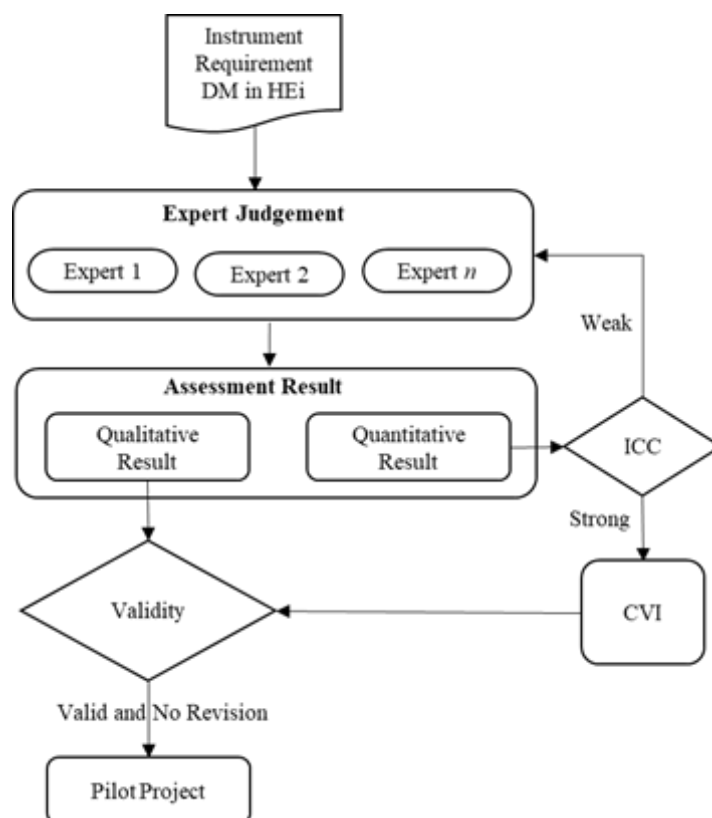 Instrument
Requirement
DM in HEi
Expert Judgement
Expert 1
Expert 2
Expert n
Weak
Assessment Result
Qualitative
Result
Quantitative
Result
ICC
Strong
Validity
CVI
Valid and No Revision
Pilot Project